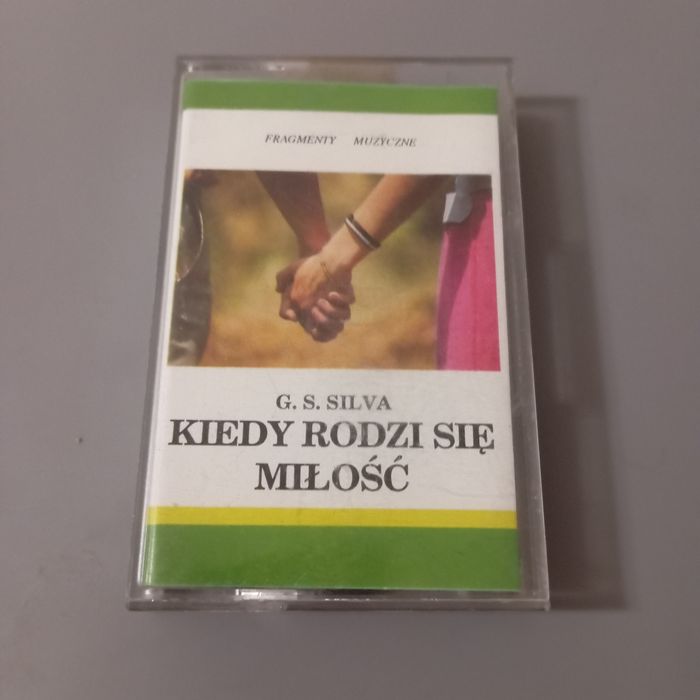 FRAGMENTY MUZYCZNE
G. S. SILVA
KIEDY RODZI SIĘ
MIŁOŚĆ